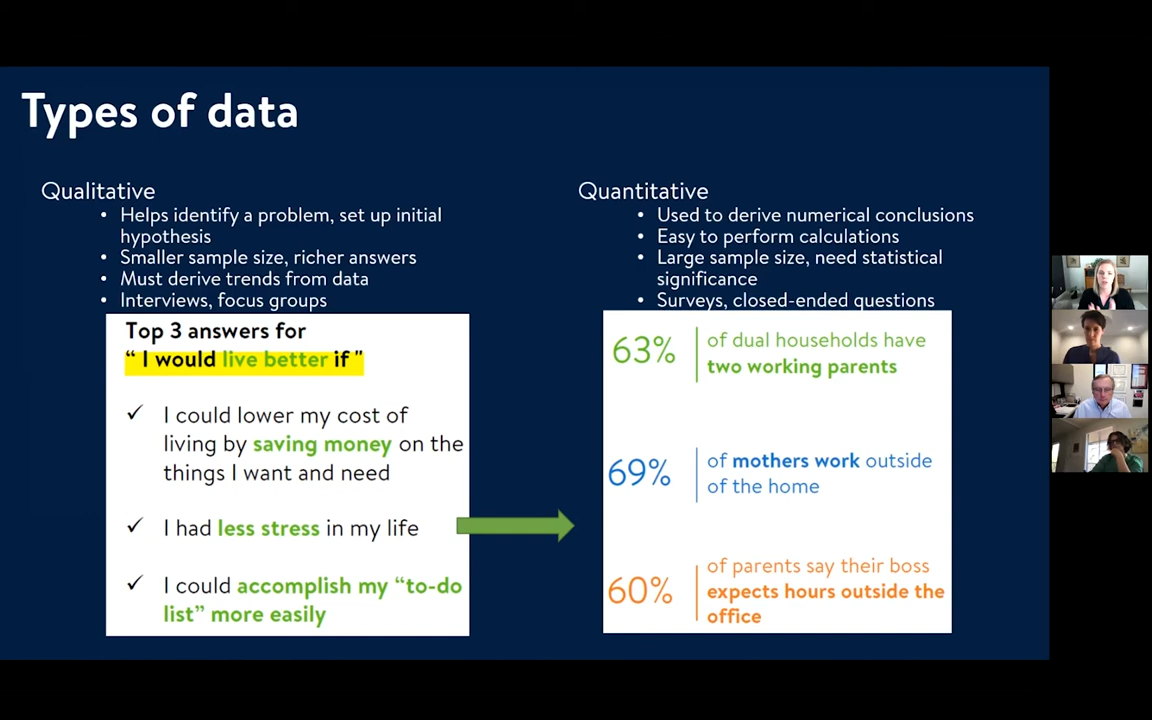 Types of data
Qualitative
• Helps identify a problem, set up initial
hypothesis
• Smaller sample size, richer answers
• Must derive trends from data
• Interviews, focus groups
Top 3 answers for
“ I would live better if "
✓ I could lower my cost of
living by saving money on the
things I want and need
✓ I had less stress in my life
✓ I could accomplish my “to-do
list” more easily
Quantitative
• Used to derive numerical conclusions
• Easy to perform calculations
• Large sample size, need statistical
significance
• Surveys, closed-ended questions
63% of dual households have
two working parents
69% of mothers work outside
of the home
60% of parents say their boss
expects hours outside the
office